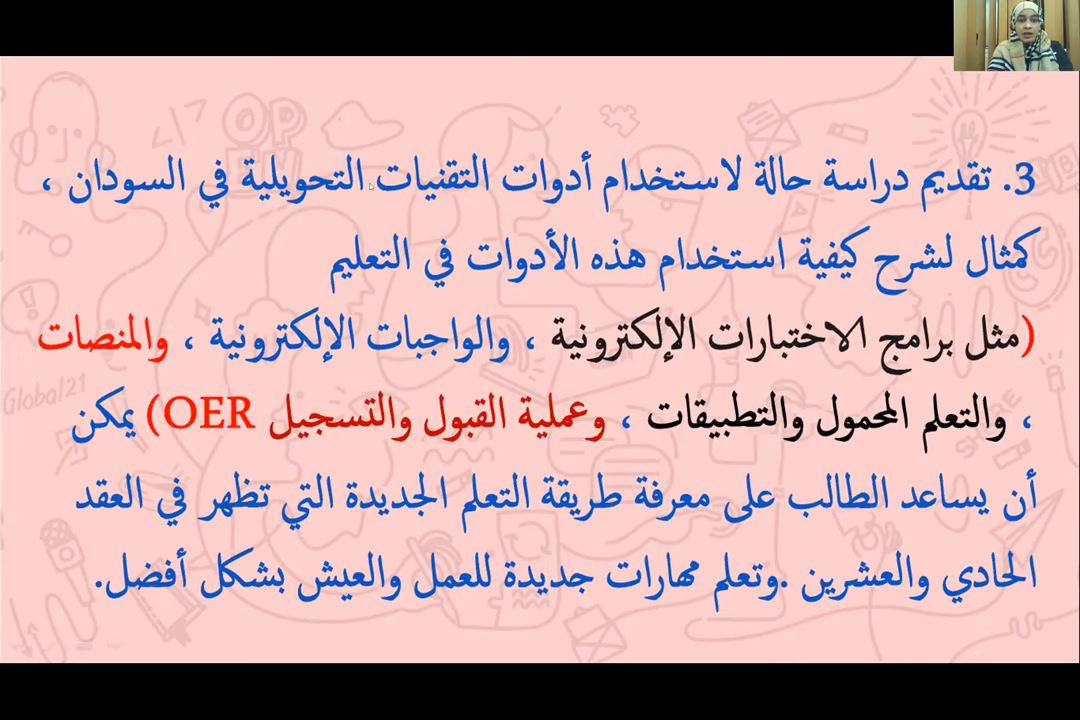 3. تقديم دراسة حالة لاستخدام أدوات التقنيات التحويلية في السودان ،
كمثال لشرح كيفية استخدام هذه الأدوات في التعليم
(مثل برامج الاختبارات الإلكترونية ، والواجبات الإلكترونية ، والمنصات
، والتعلم المحمول والتطبيقات ، وعملية القبول والتسجيل OER) يمكن
أن يساعد الطالب على معرفة طريقة التعلم الجديدة التي تظهر في العقد
الحادي والعشرين .وتعلم مهارات جديدة للعمل والعيش بشكل أفضل.
Global21